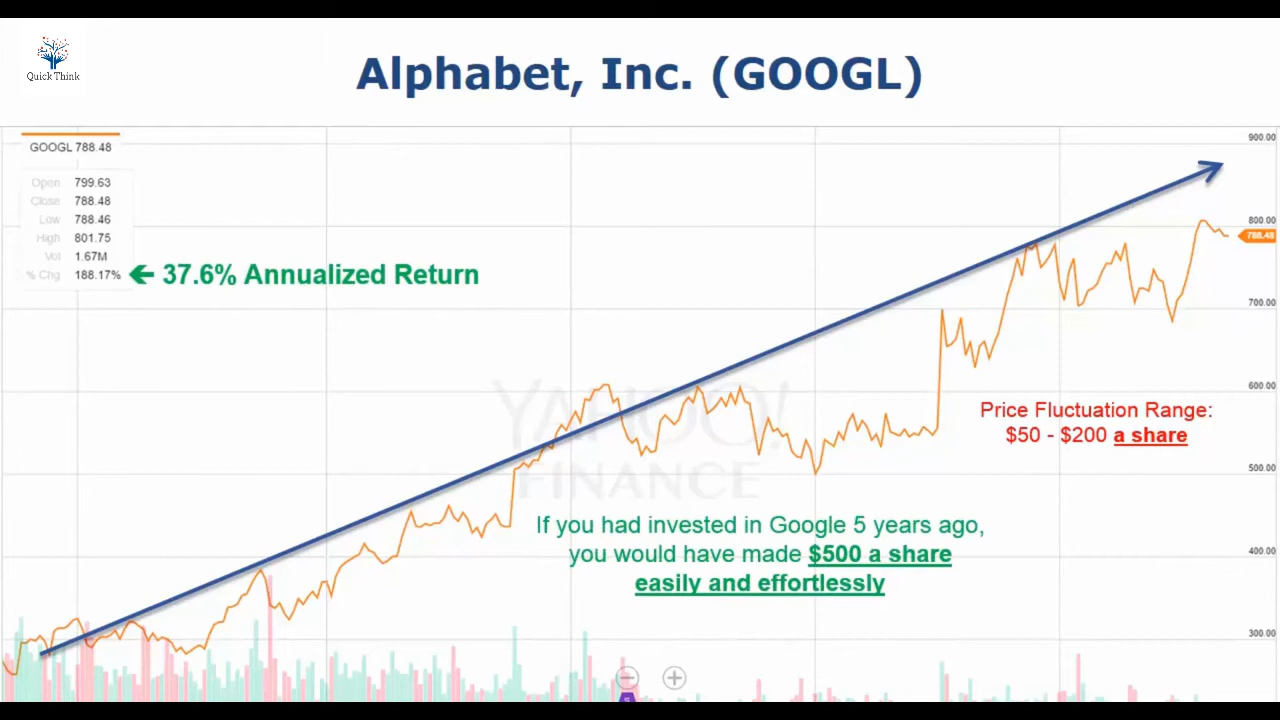 Quick Think
Alphabet, Inc. (GOOGL)
GOOGL 788.48
Open 799.63
Close 788.48
Low 788.46
High 801.75
Vol 1.67M
% Chg 188.17%
37.6% Annualized Return
900.00
800.00
788.48
700.00
600.00
500.00
400.00
300.00
YAHOO!
FINANCE
Price Fluctuation Range:
$50 - $200 a share
If you had invested in Google 5 years ago,
you would have made $500 a share
easily and effortlessly